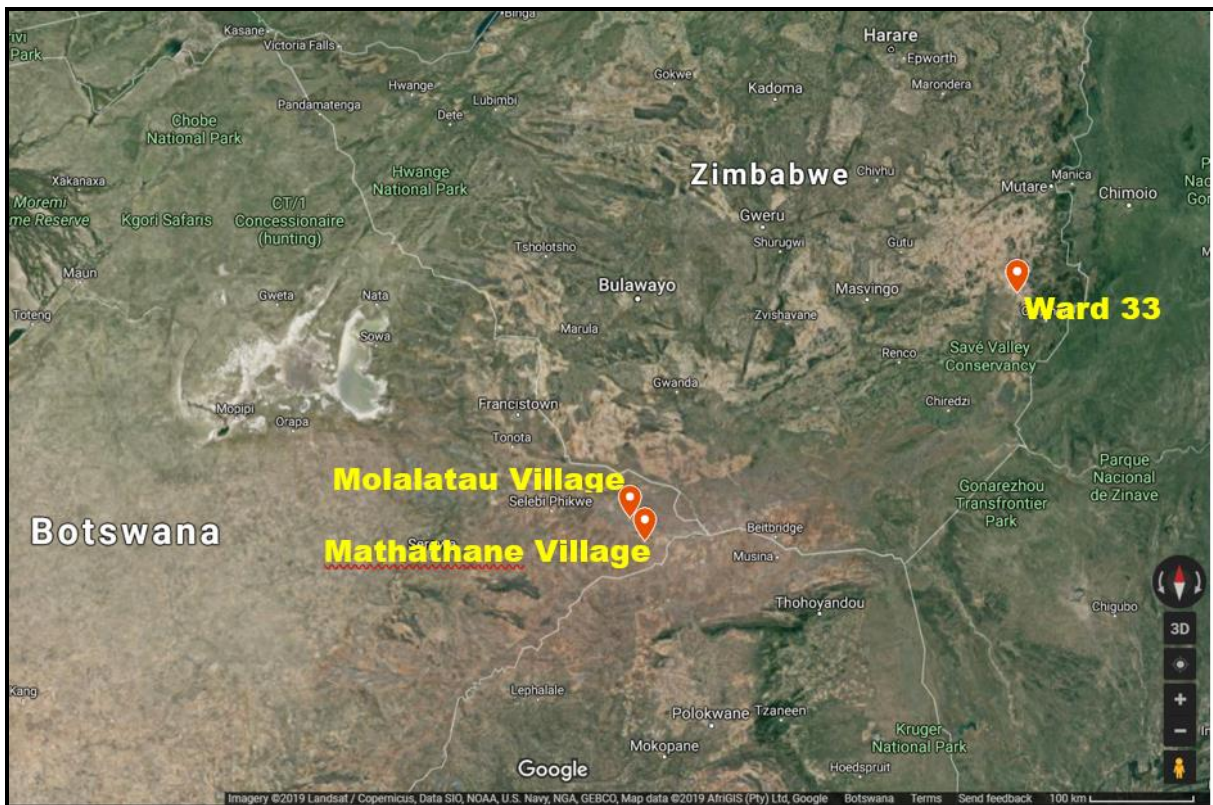 Binga
Kasane
Victoria Falls
Harare
Epworth
Park
Gokwe
Hwange
Kadoma
Marondera
Lubimbi
Pandamatenga
Dete
Chobe
National Park
Zimbabwe
Chivhu
Hwange
National Park
Manica
Mutare
Xakanaxa
Chimoio
Moremi
me Reserve
Kgori Safaris
CT/1
Concessionaire
(hunting)
Gweru
Shurugwi
Gutu
Tsholotsho
Maun
Bulawayo
Masvingo
Gweta
Nata
Ward 33
Toteng
Zvishavane
Marula
Sowa
Renco
Savé Valley
Conservancy
Gwanda
Mopipi
Francistown
Chiredzi
Orapa
Tonota
Parque
Nacional
de Zinave
Molalatau Village
Selebi Phikwe
Gonarezhou
Transfrontier
Park
Botswana
Beitbridge
Mathathane Village
Musina
Thohoyandou
Chigubo
3D
Kang
Lephalale
Polokwane
Tzaneen
Kruger
National Park
Mokopane
Google
Hoedspruit
Imagery ©2019 Landsat / Copernicus, Data SIO, NOAA, U.S. Navy, NGA, GEBCO, Map data ©2019 AfriGIS (Pty) Ltd, Google Botswana Terms Send feedback 100 km